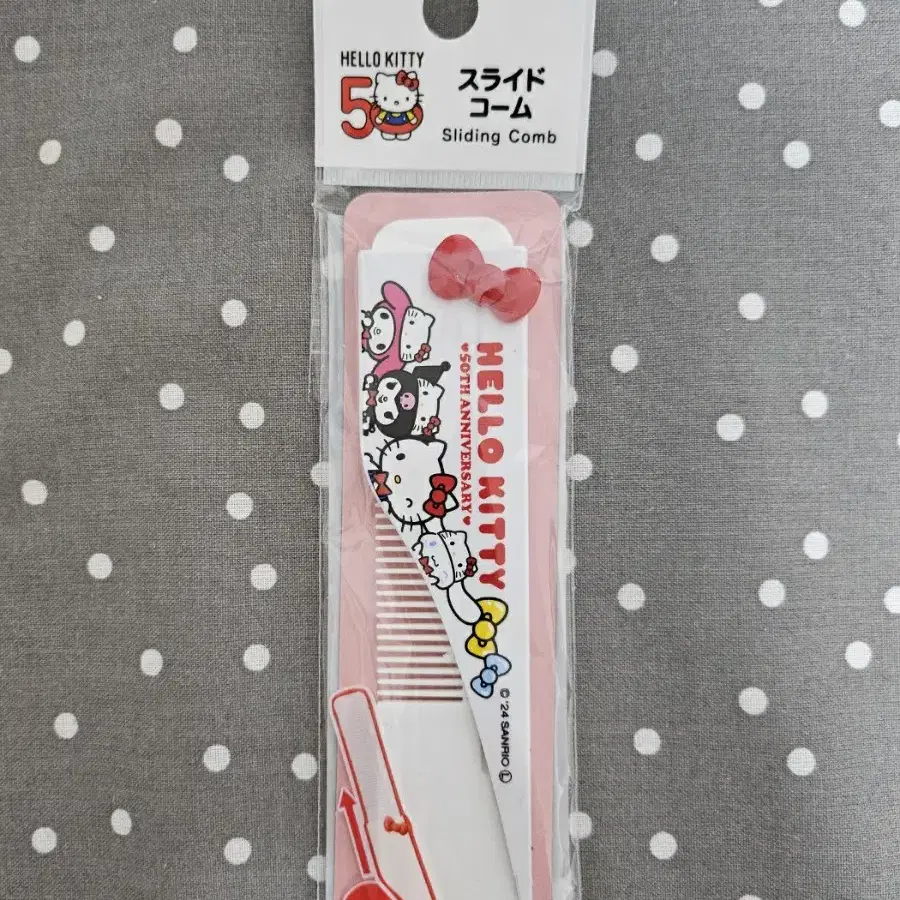 HELLO KITTY
50
スライド
コーム
Sliding Comb
HELLO KITTY
♥50TH ANNIVERSARY♥
© '24 SANRIO Ⓛ